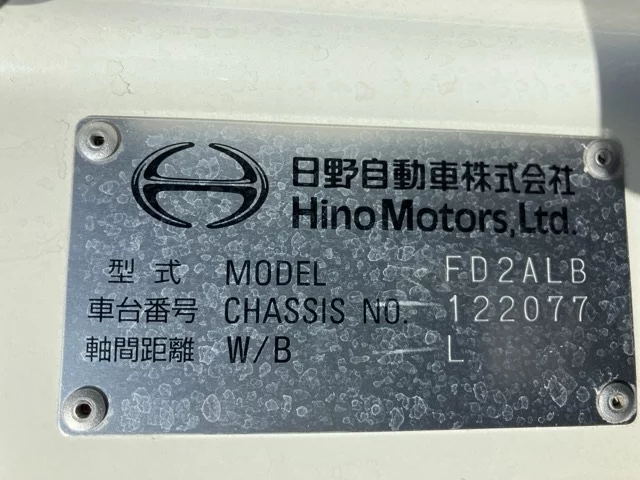 日野自動車株式会社
Hino Motors, Ltd.
型式 MODEL FD2ALB
車台番号 CHASSIS NO. 122077
軸間距離 W/B L